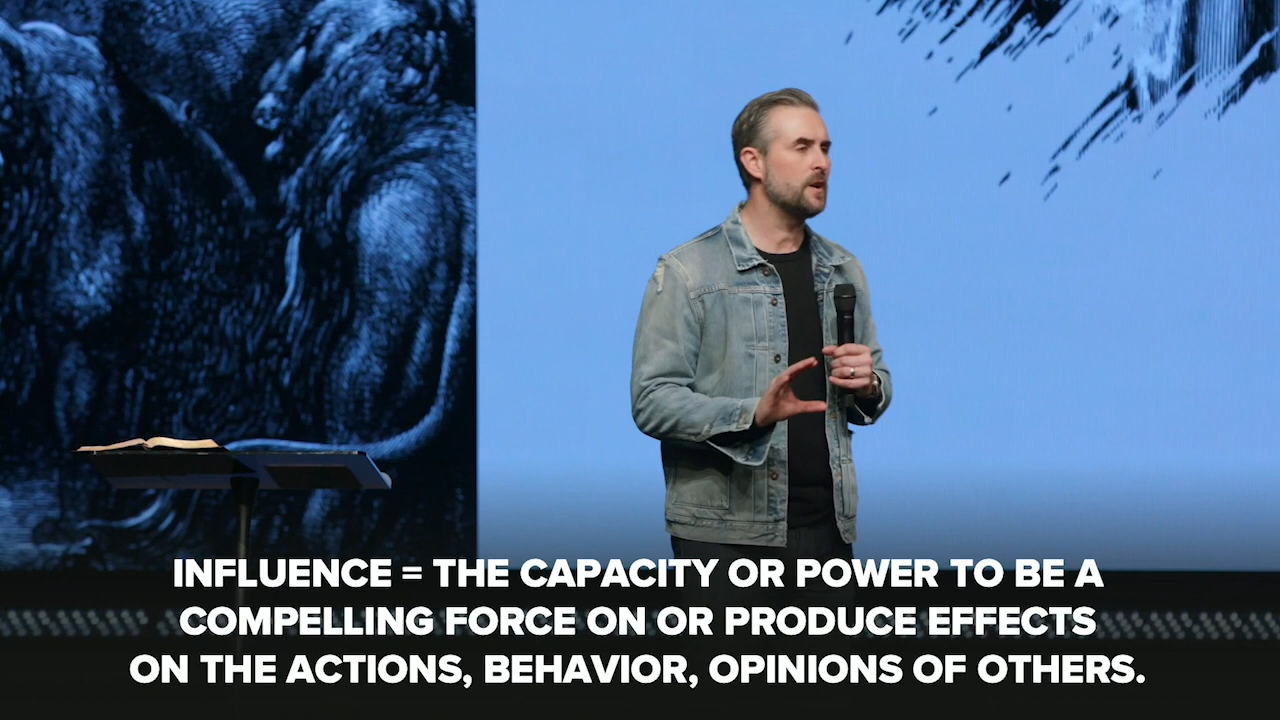 INFLUENCE = THE CAPACITY OR POWER TO BE A
COMPELLING FORCE ON OR PRODUCE EFFECTS
ON THE ACTIONS, BEHAVIOR, OPINIONS OF OTHERS.